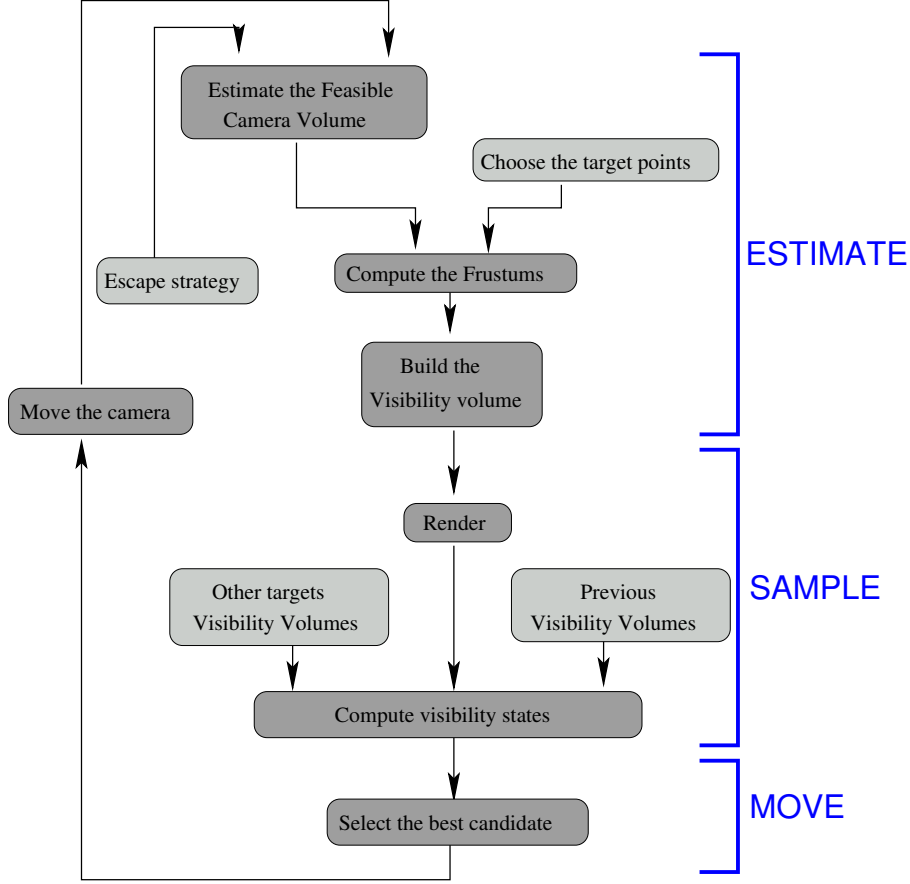 Estimate the Feasible
Camera Volume
Choose the target points
ESTIMATE
Escape strategy
Compute the Frustums
Build the
Visibility volume
Move the camera
Render
SAMPLE
Other targets
Visibility Volumes
Previous
Visibility Volumes
Compute visibility states
MOVE
Select the best candidate